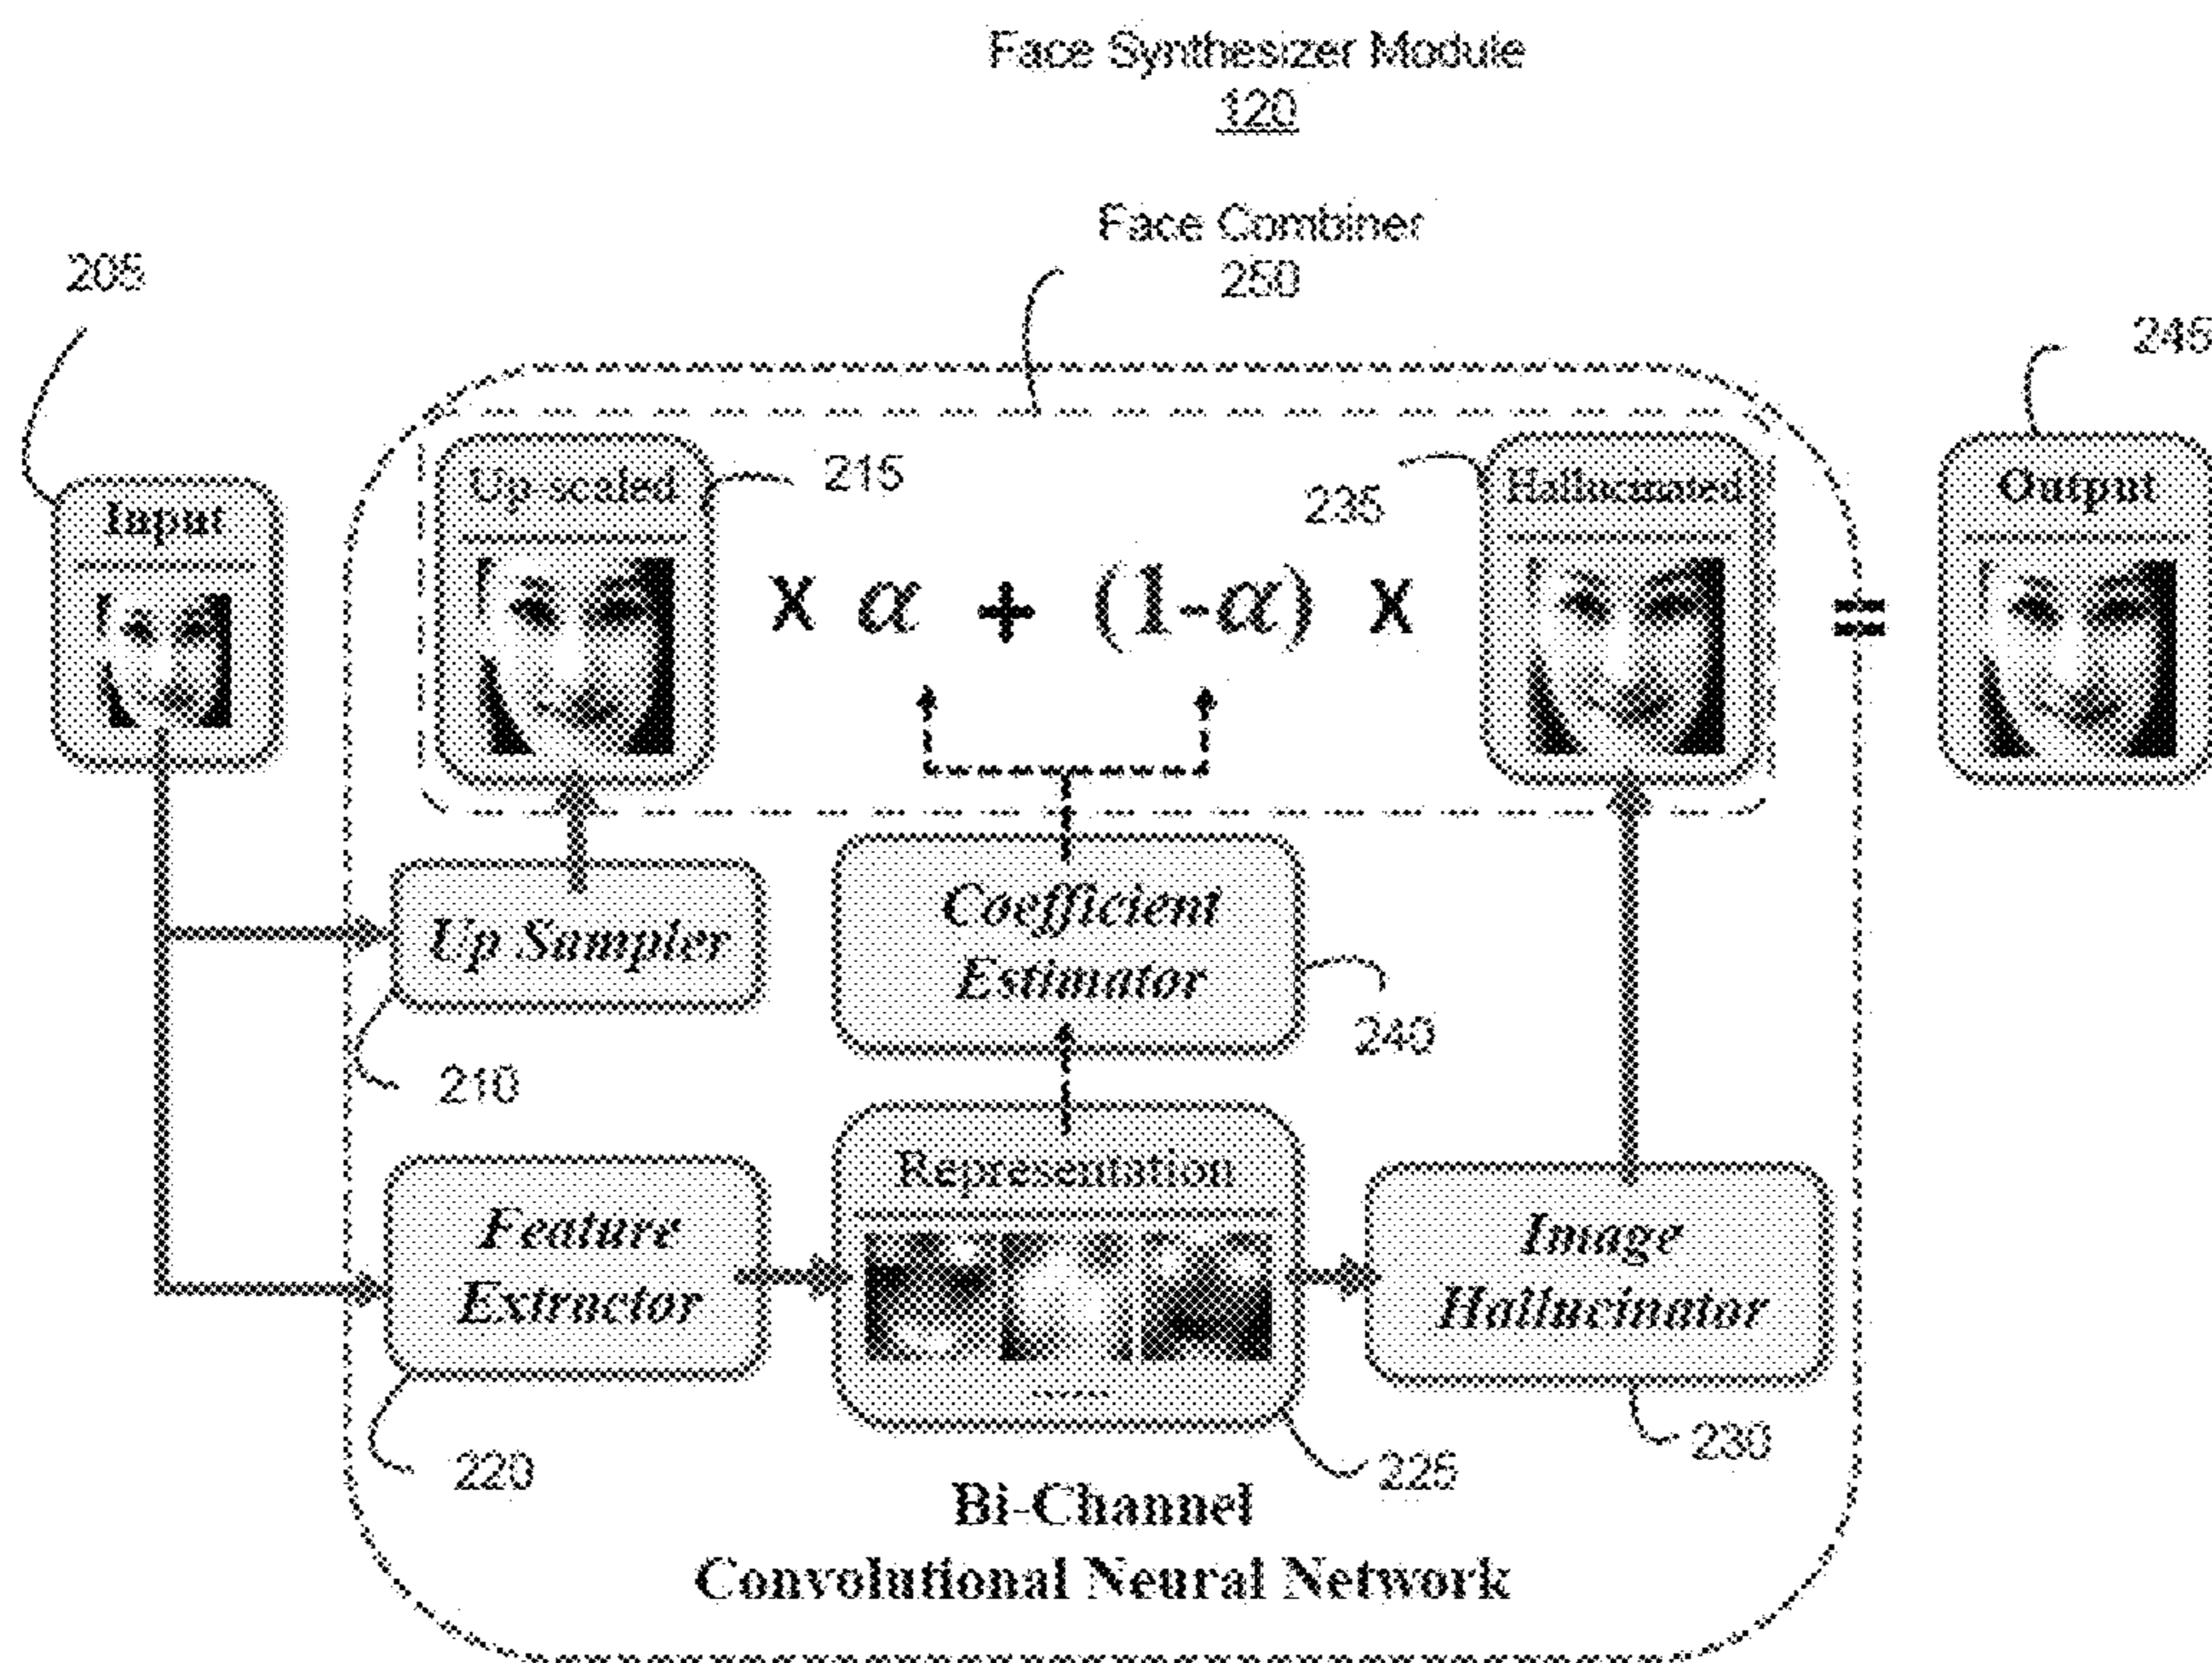 Face Synthesizer Module
120
Face Combiner
250
205
245
Input
Up-scaled
215
235
Hallucinated
Output
X α + (1-α) X
=
Up Sampler
210
Coefficient
Estimator
240
Feature
Extractor
220
Representation
......
225
Image
Hallucinator
230
Bi-Channel
Convolutional Neural Network